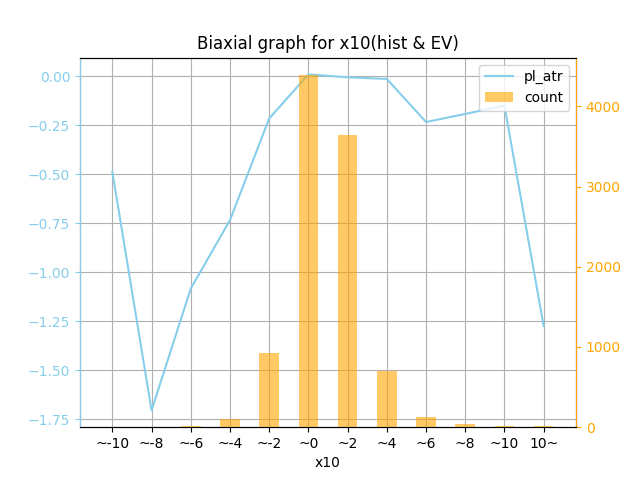 Biaxial graph for x10(hist & EV)
pl_atr
count
0.00
−0.25
−0.50
−0.75
−1.00
−1.25
−1.50
−1.75
4000
3000
2000
1000
0
~-10 ~-8 ~-6 ~-4 ~-2 ~0 ~2 ~4 ~6 ~8 ~10 10~
x10